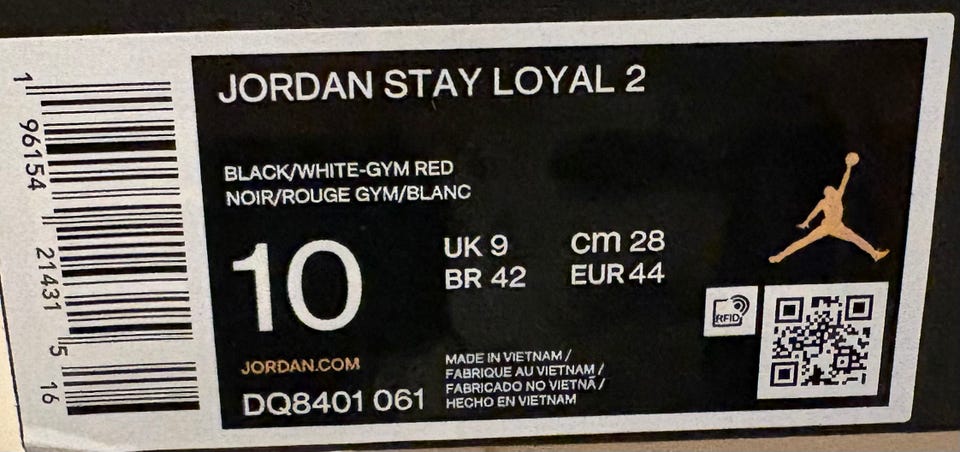 JORDAN STAY LOYAL 2
BLACK/WHITE-GYM RED
NOIR/ROUGE GYM/BLANC
10
UK 9 cm 28
BR 42 EUR 44
RFID
JORDAN.COM
DQ8401 061
MADE IN VIETNAM /
FABRIQUE AU VIETNAM /
FABRICADO NO VIETNÃ /
HECHO EN VIETNAM
1 96154 21431 5 16